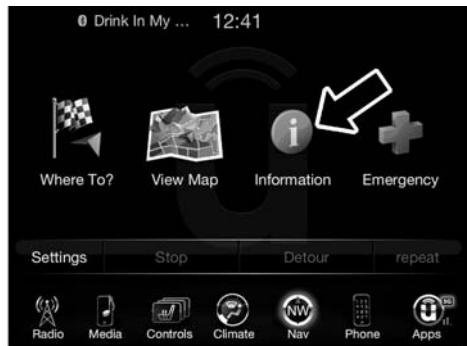 Drink In My ... 12:41
Where To? View Map Information Emergency
Settings Stop Detour repeat
NW
Radio Media Controls Climate Nav Phone Apps